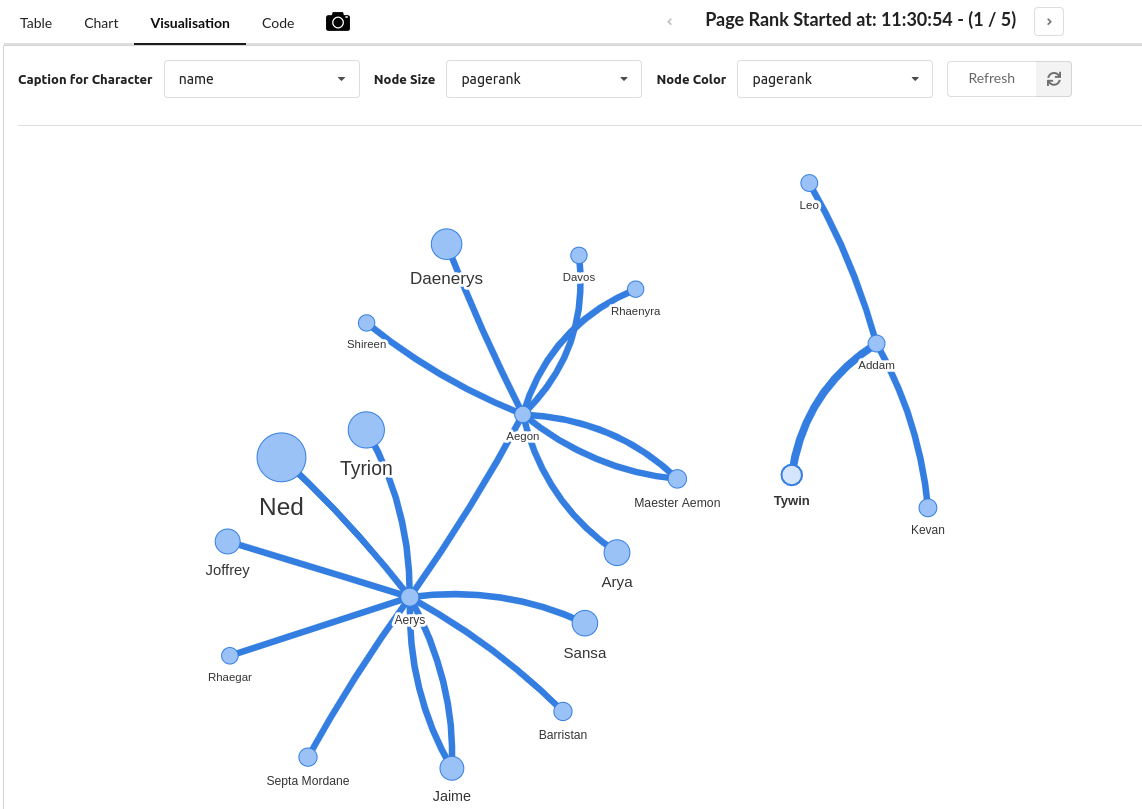 Table Chart Visualisation Code
‹ Page Rank Started at: 11:30:54 - (1 / 5) ›
Caption for Character name Node Size pagerank Node Color pagerank Refresh
Leo
Daenerys
Davos
Rhaenyra
Shireen
Addam
Aegon
Tyrion
Maester Aemon
Tywin
Ned
Kevan
Joffrey
Arya
Aerys
Sansa
Rhaegar
Barristan
Septa Mordane
Jaime